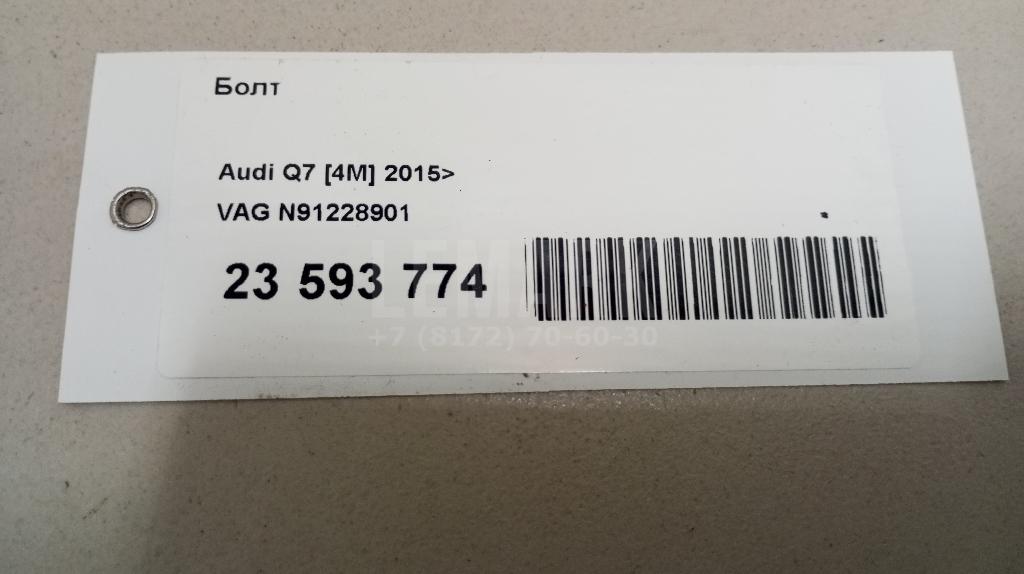 Болт
Audi Q7 [4M] 2015>
VAG N91228901
23 593 774
+7 (8172) 70-60-30